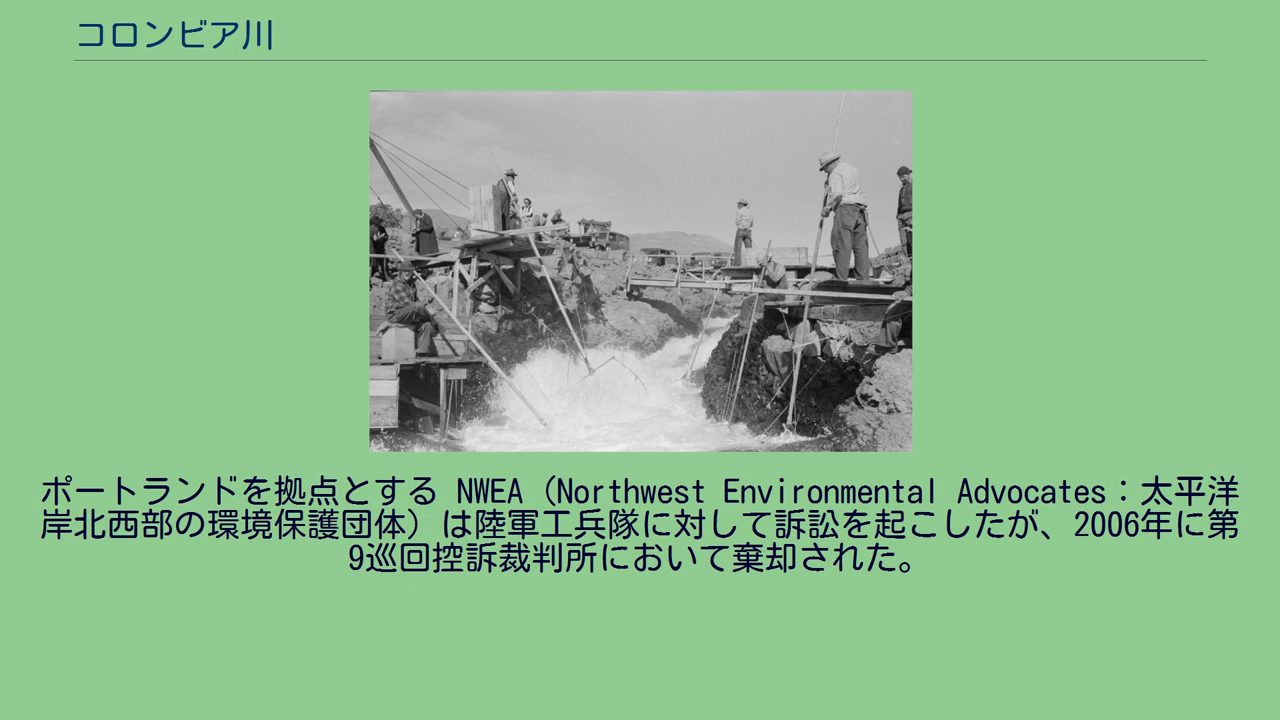 コロンビア川
ポートランドを拠点とする NWEA（Northwest Environmental Advocates：太平洋
岸北西部の環境保護団体）は陸軍工兵隊に対して訴訟を起こしたが、2006年に第
9巡回控訴裁判所において棄却された。